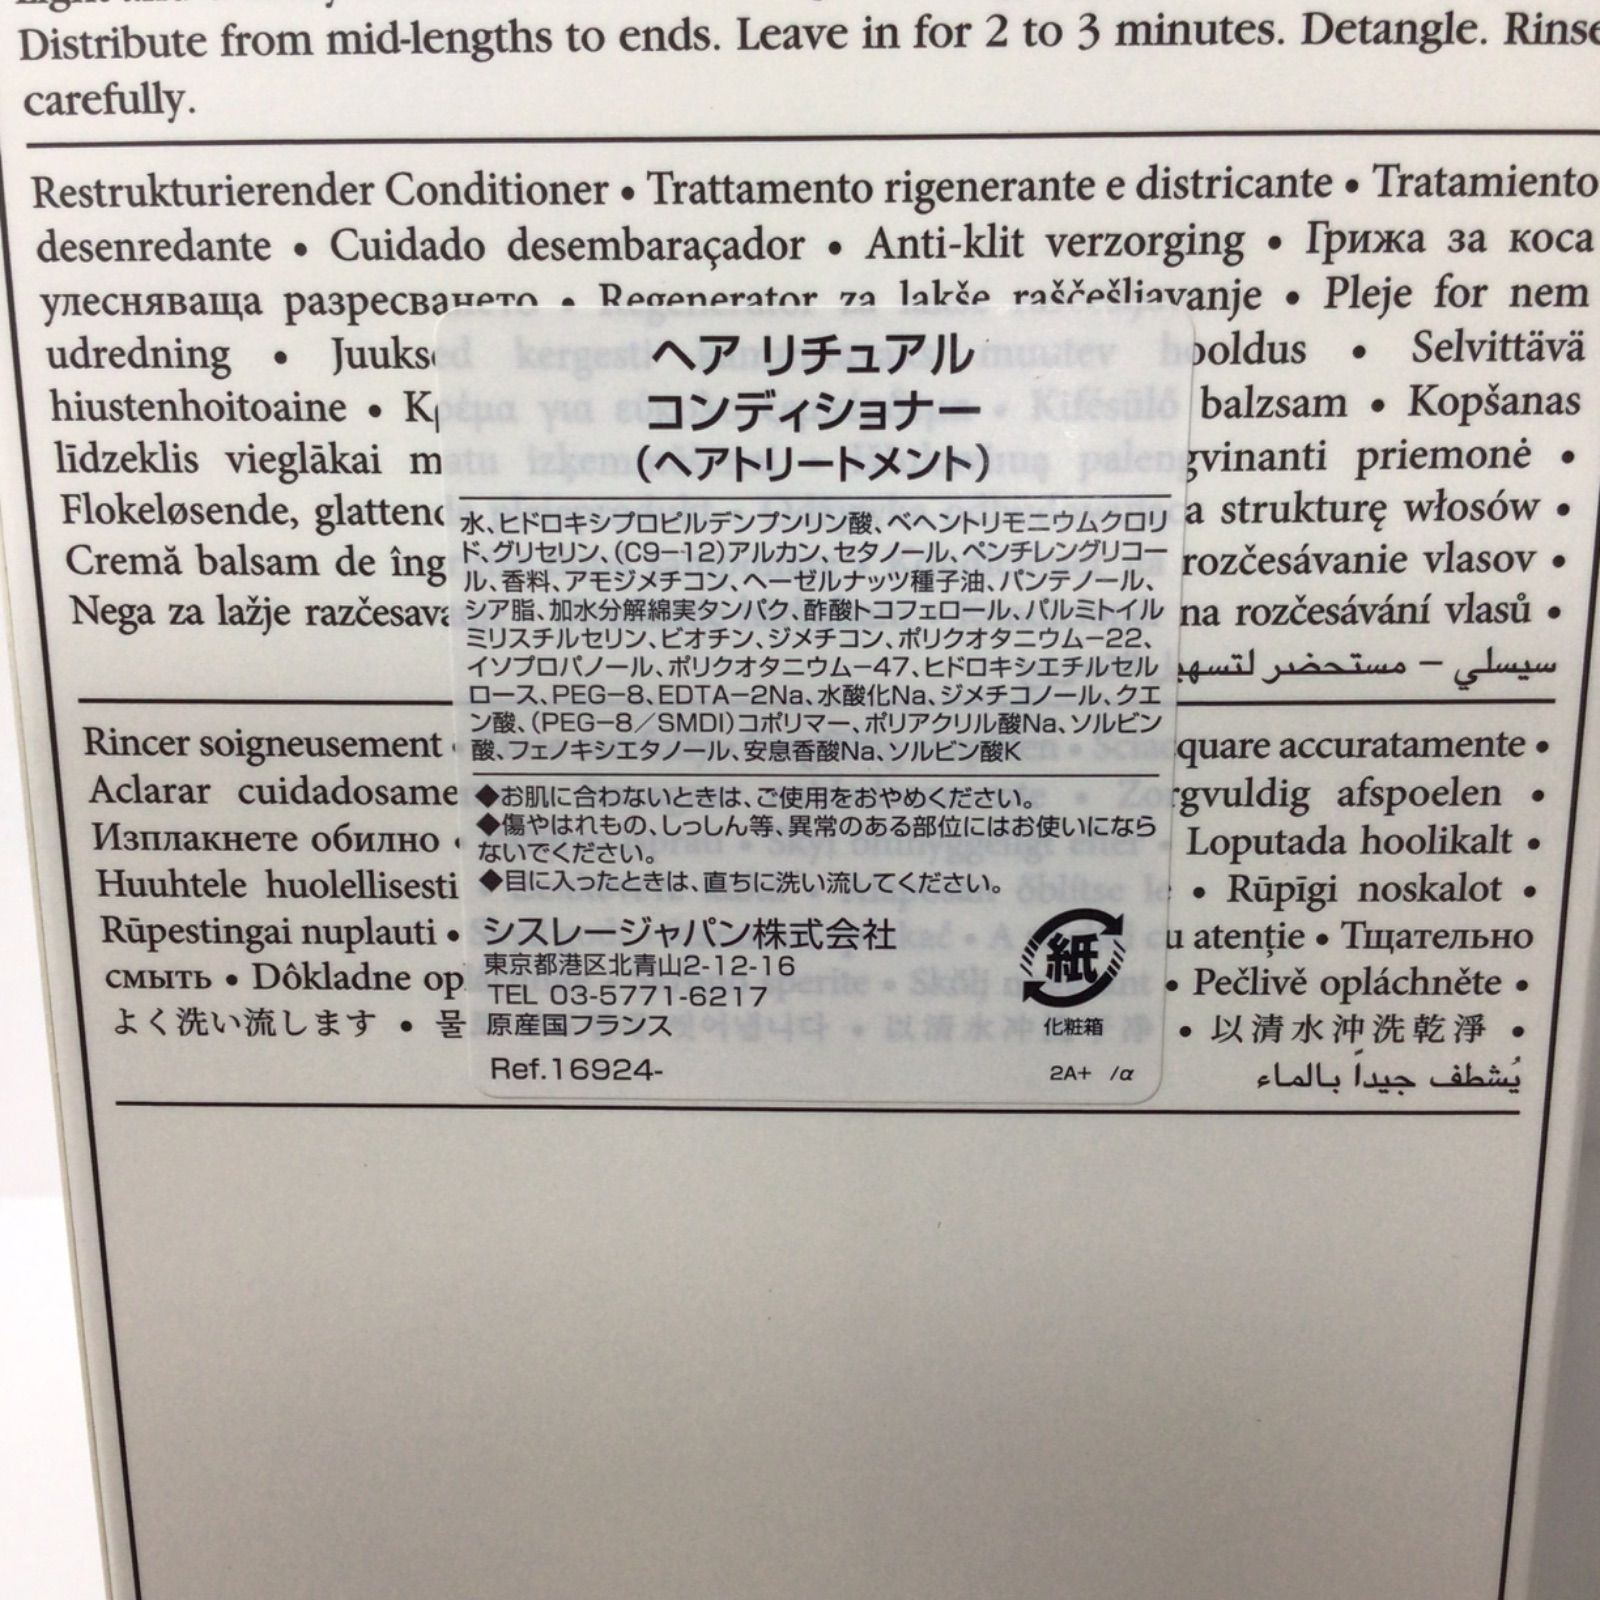 Distribute from mid-lengths to ends. Leave in for 2 to 3 minutes. Detangle. Rinse
carefully.
Restrukturierender Conditioner • Trattamento rigenerante e districante • Tratamiento
desenredante • Cuidado desembaraçador • Anti-klit verzorging • Грижа за коса
улесняваща разресването • Regenerator za lakše raščešljavanje • Pleje for nem
udredning • • Selvittävä
hiustenhoitoaine • balzsam • Kopšanas
līdzeklis vieglākai priemonė •
Flokeløsende, strukturę włosów •
Cremă balsam de rozčesávanie vlasov •
Nega za lažje na rozčesávání vlasů •
سيسلي – مستحضر
ヘア リチュアル
コンディショナー
(ヘアトリートメント)
水、ヒドロキシプロピルデンプンリン酸、ベヘントリモニウムクロリ
ド、グリセリン、(C9-12)アルカン、セタノール、ペンチレングリコー
ル、香料、アモジメチコン、ヘーゼルナッツ種子油、パンテノール、
シア脂、加水分解綿実タンパク、酢酸トコフェロール、パルミトイル
ミリスチルセリン、ビオチン、ジメチコン、ポリクオタニウム-22、
イソプロパノール、ポリクオタニウム-47、ヒドロキシエチルセル
ロース、PEG-8、EDTA-2Na、水酸化Na、ジメチコノール、クエ
ン酸、(PEG-8/SMDI)コポリマー、ポリアクリル酸Na、ソルビン
酸、フェノキシエタノール、安息香酸Na、ソルビン酸K
◆お肌に合わないときは、ご使用をおやめください。
◆傷やはれもの、しっしん等、異常のある部位にはお使いになら
ないでください。
◆目に入ったときは、直ちに洗い流してください。
シスレージャパン株式会社
東京都港区北青山2-12-16
TEL 03-5771-6217
原産国フランス
Ref.16924-
紙
化粧箱
2A+ /α
Rincer soigneusement • accuratamente •
Aclarar afspoelen •
Изплакнете обилно • Loputada hoolikalt •
Huuhtele huolellisesti • Rūpīgi noskalot •
Rūpestingai nuplauti • atenție • Тщательно
смыть • Dôkladne • Pečlivě opláchněte •
よく洗い流します • • 以清水沖洗乾淨 •
يُشطف جيداً بالماء